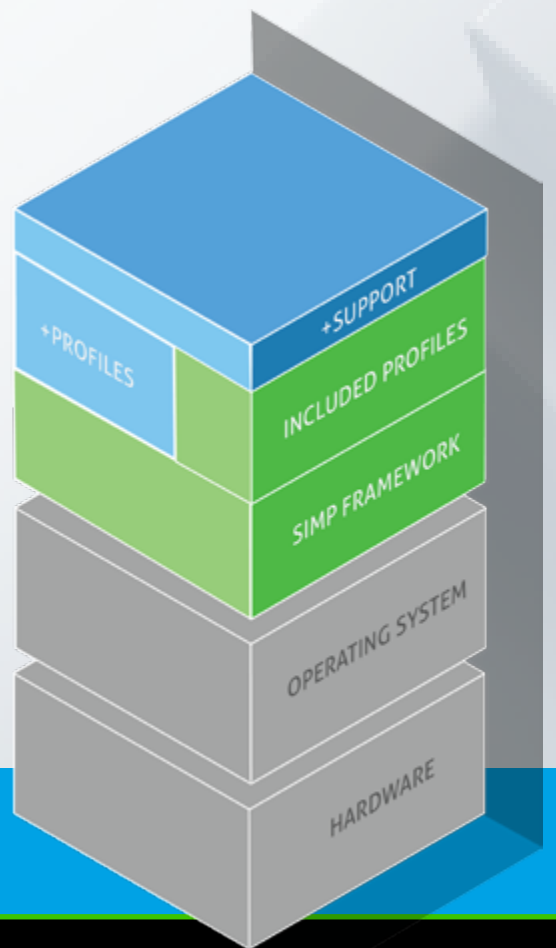 +SUPPORT
+PROFILES
INCLUDED PROFILES
SIMP FRAMEWORK
OPERATING SYSTEM
HARDWARE